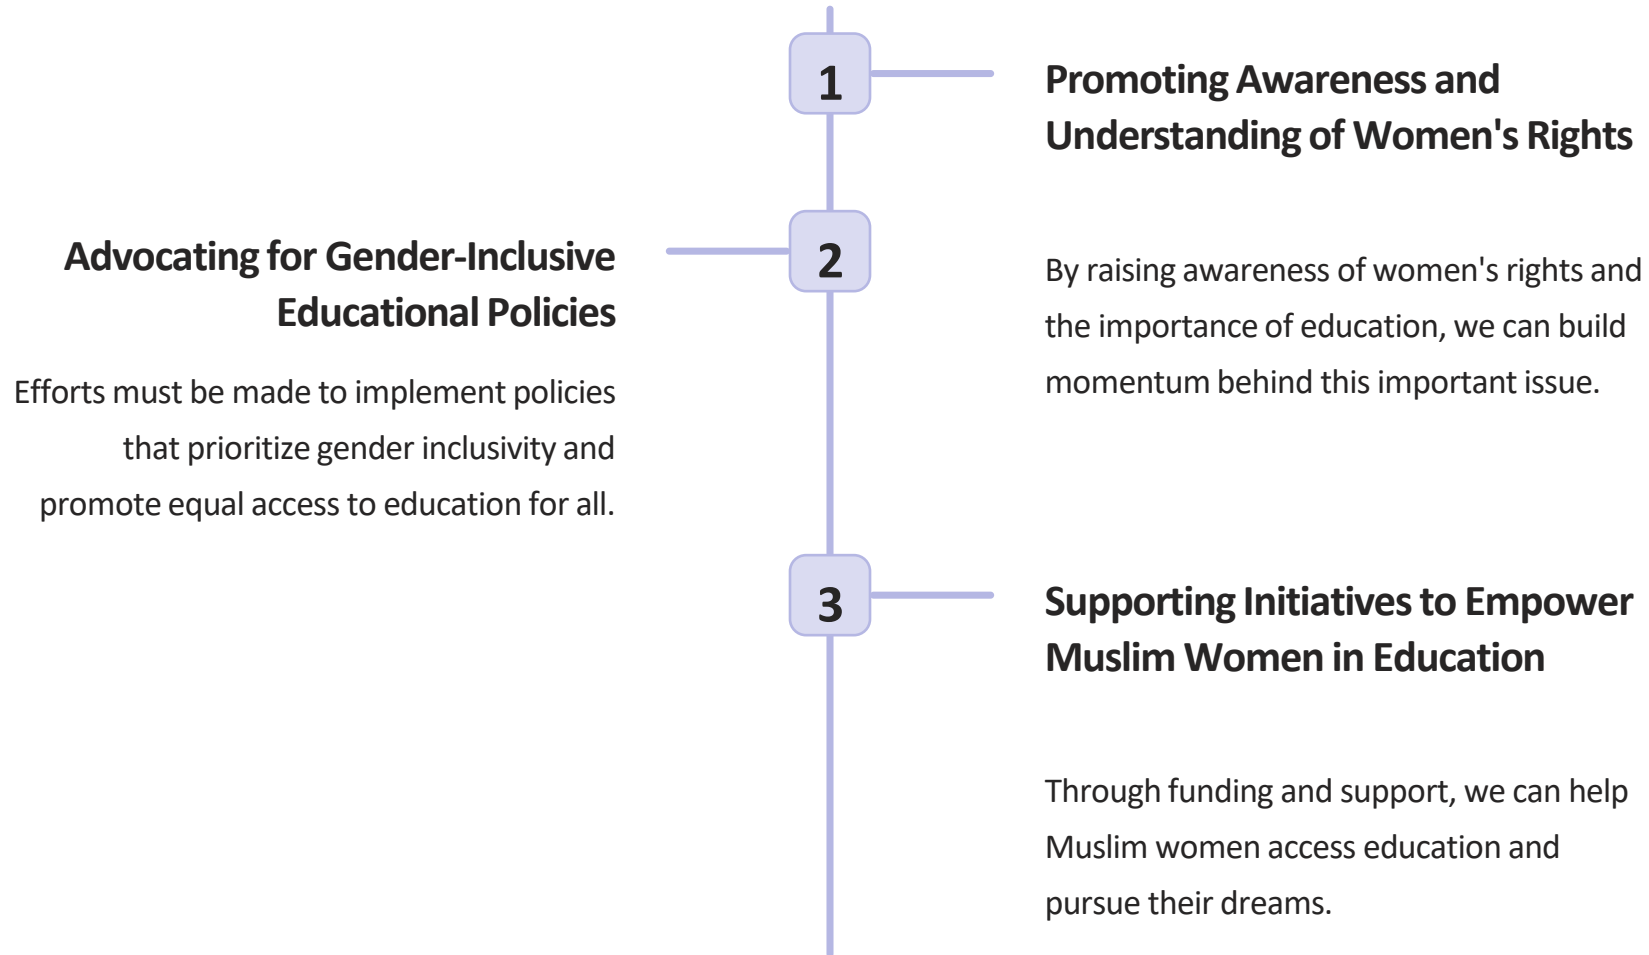 1
Promoting Awareness and
Understanding of Women's Rights
By raising awareness of women's rights and
the importance of education, we can build
momentum behind this important issue.
2
Advocating for Gender-Inclusive
Educational Policies
Efforts must be made to implement policies
that prioritize gender inclusivity and
promote equal access to education for all.
3
Supporting Initiatives to Empower
Muslim Women in Education
Through funding and support, we can help
Muslim women access education and
pursue their dreams.